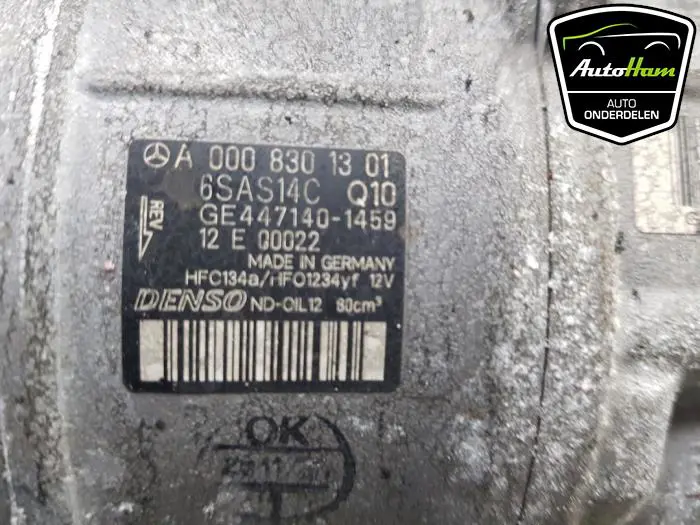 AutoHam
AUTO
ONDERDELEN
A 000 830 13 01
6SAS14C Q10
REV
GE447140-1459
12 E 00022
MADE IN GERMANY
HFC134a/HFO1234yf 12V
DENSO ND-OIL12 80cm³
OK